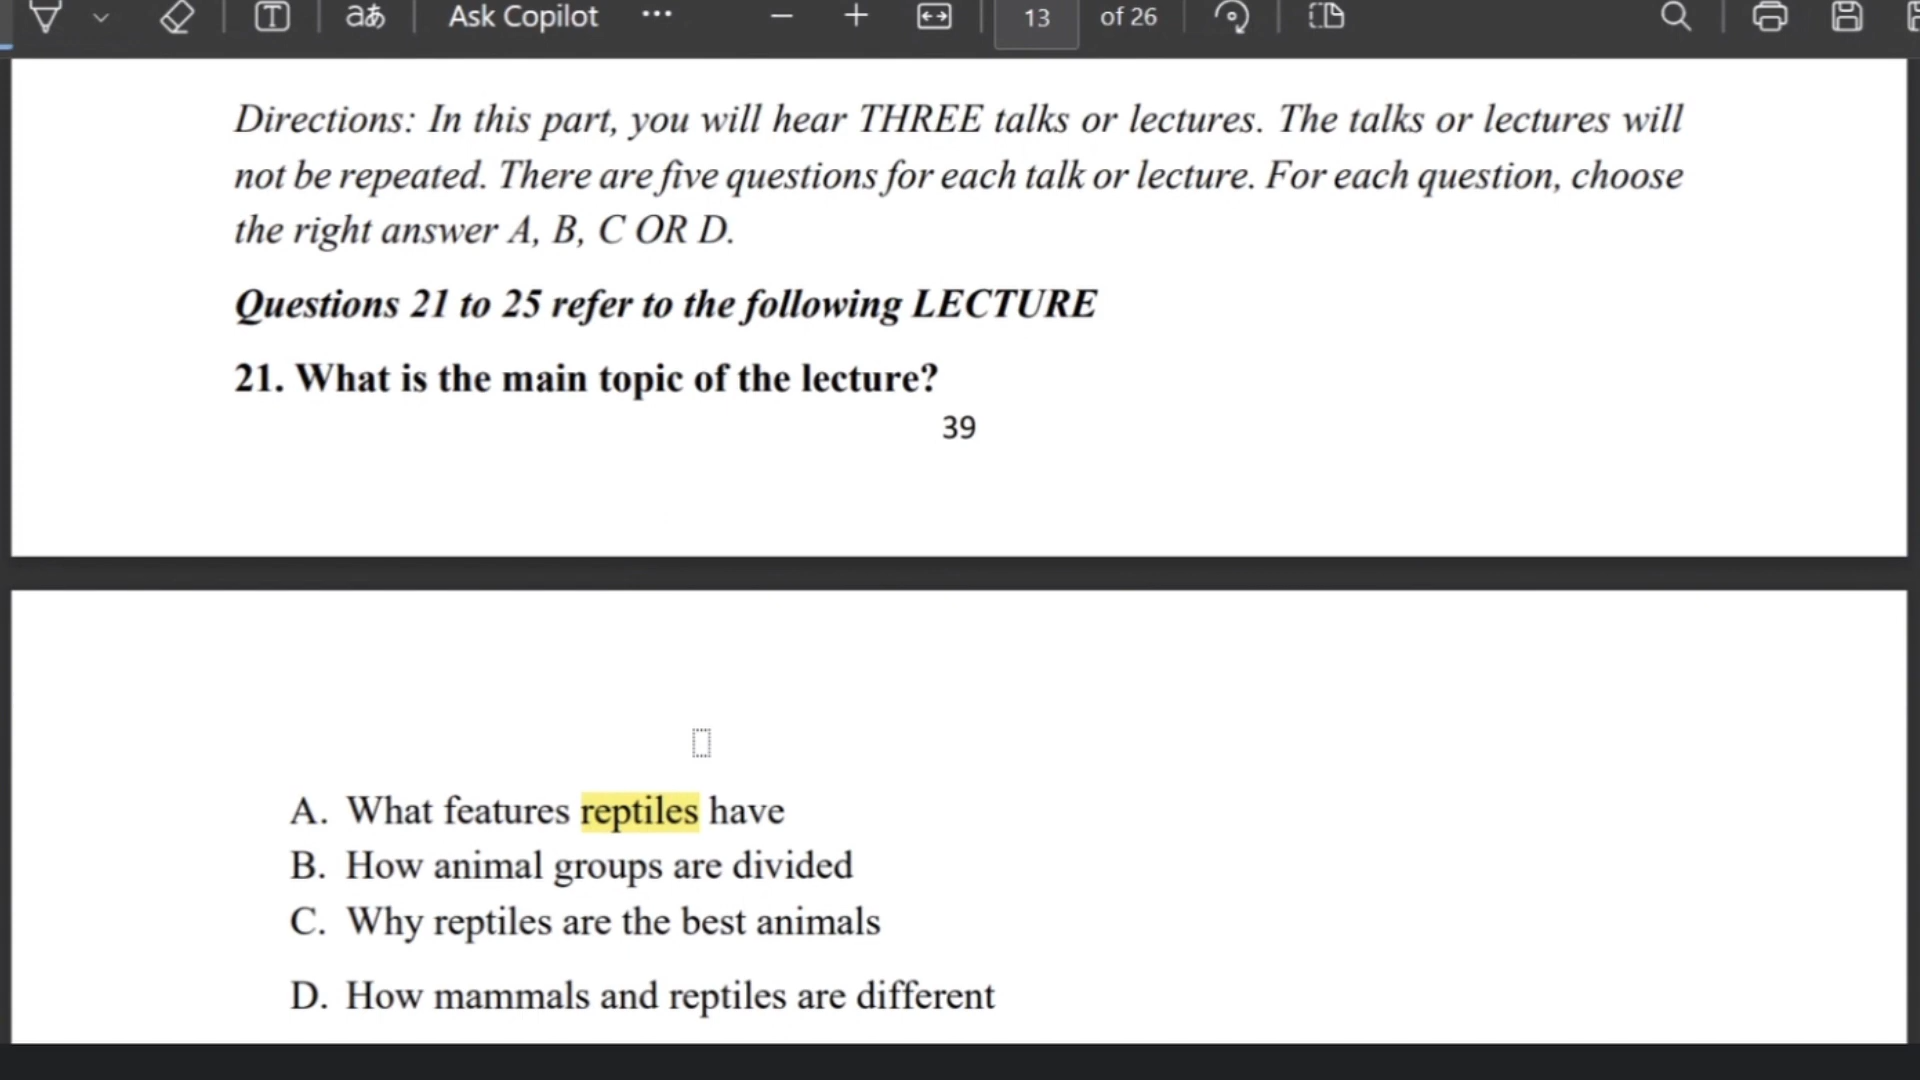 aあ Ask Copilot ... 13 of 26
Directions: In this part, you will hear THREE talks or lectures. The talks or lectures will
not be repeated. There are five questions for each talk or lecture. For each question, choose
the right answer A, B, C OR D.
Questions 21 to 25 refer to the following LECTURE
21. What is the main topic of the lecture?
39
A. What features reptiles have
B. How animal groups are divided
C. Why reptiles are the best animals
D. How mammals and reptiles are different